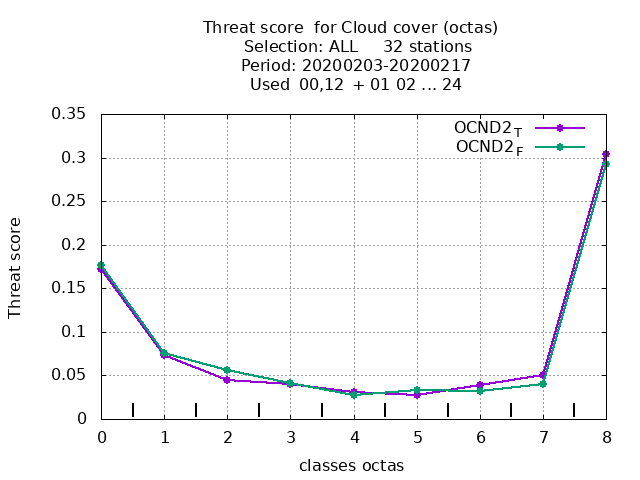 Threat score  for Cloud cover (octas)
Selection: ALL     32 stations
Period: 20200203-20200217
Used  00,12  + 01 02 ... 24
0.35
OCND2T
OCND2F
0.3
0.25
0.2
0.15
0.1
0.05
0
Threat score
0 1 2 3 4 5 6 7 8
classes octas